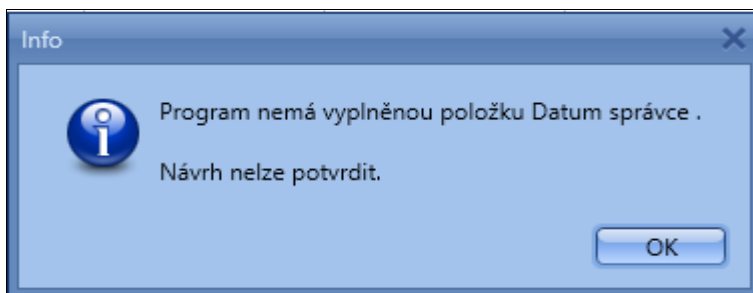 Info
Program nemá vyplněnou položku Datum správce .
Návrh nelze potvrdit.
OK